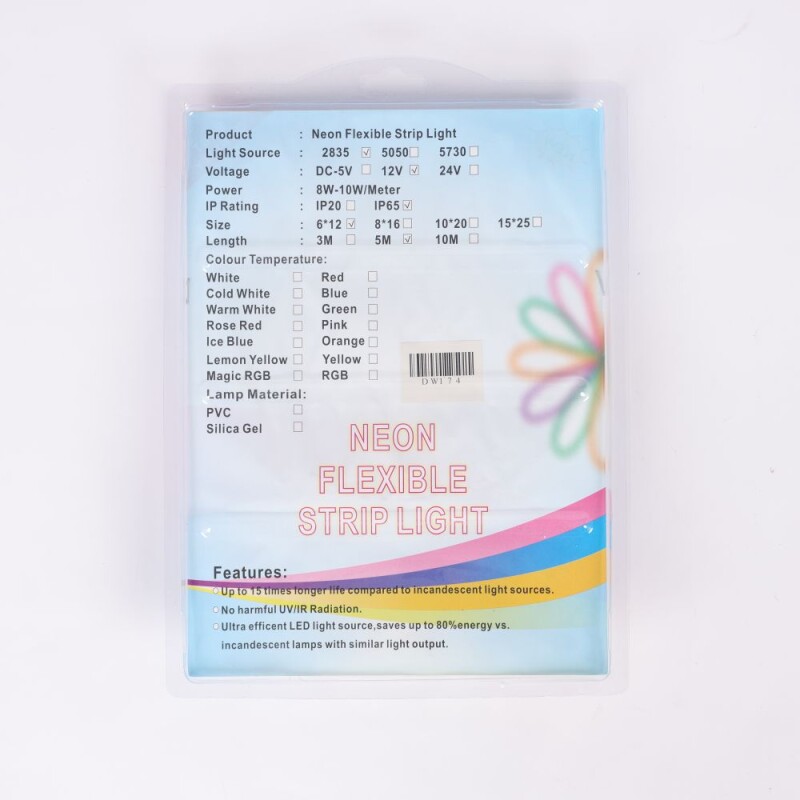 Product : Neon Flexible Strip Light
Light Source : 2835 ☑ 5050 ☐ 5730 ☐
Voltage : DC-5V ☐ 12V ☑ 24V ☐
Power : 8W-10W/Meter
IP Rating : IP20 ☐ IP65 ☑
Size : 6*12 ☑ 8*16 ☐ 10*20 ☐ 15*25 ☐
Length : 3M ☐ 5M ☑ 10M ☐
Colour Temperature:
White ☐ Red ☐
Cold White ☐ Blue ☐
Warm White ☐ Green ☐
Rose Red ☐ Pink ☐
Ice Blue ☐ Orange ☐
Lemon Yellow ☐ Yellow ☐
Magic RGB ☐ RGB ☐
Lamp Material:
PVC ☐
Silica Gel ☐
DW174
NEON
FLEXIBLE
STRIP LIGHT
Features:
Up to 15 times longer life compared to incandescent light sources.
No harmful UV/IR Radiation.
Ultra efficent LED light source,saves up to 80%energy vs.
incandescent lamps with similar light output.